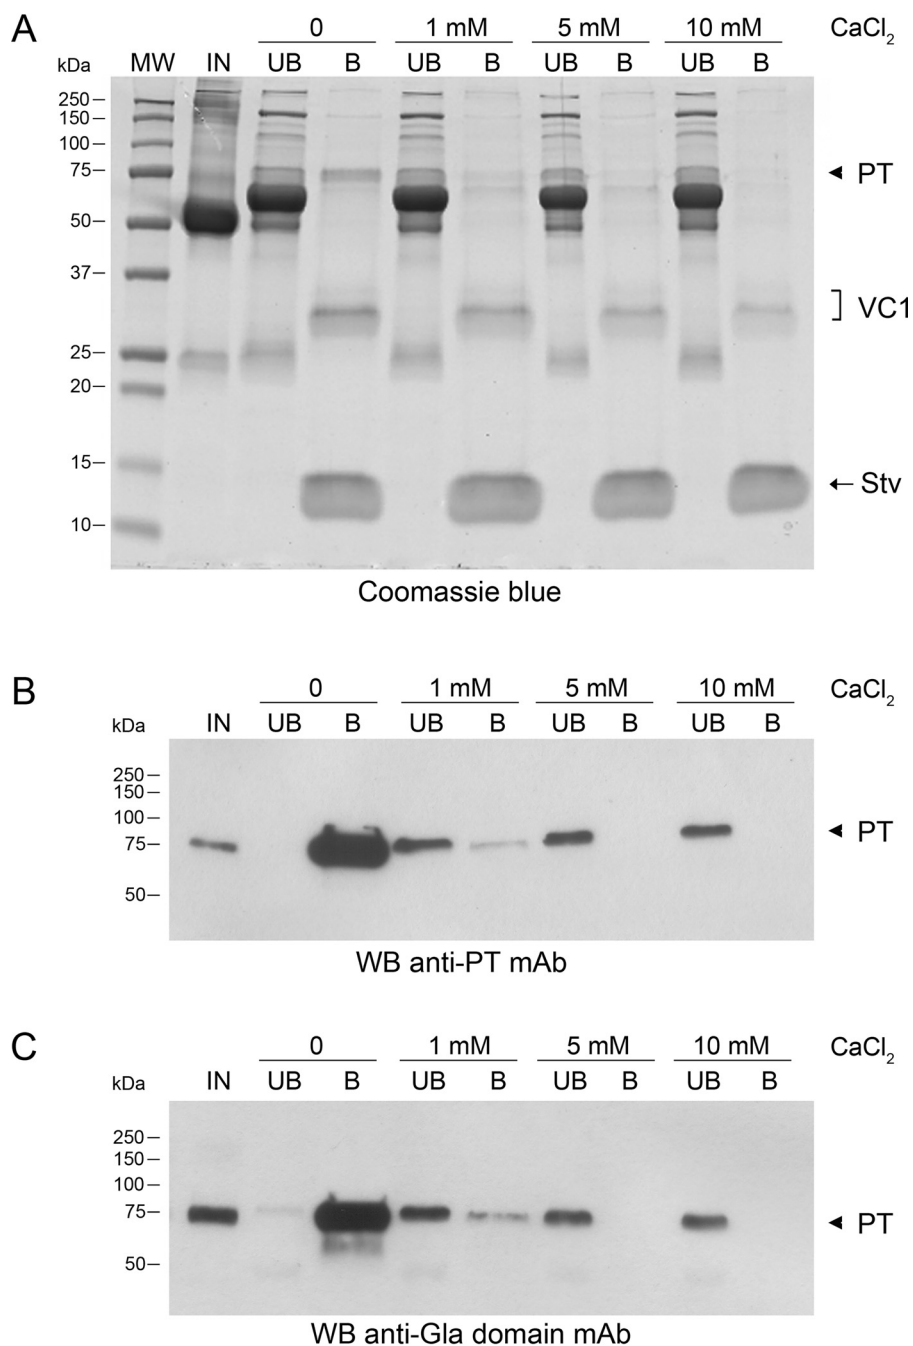 A
0 1 mM 5 mM 10 mM CaCl₂
kDa MW IN UB B UB B UB B UB B
250
150
100
75 PT
50
37
VC1
25
20
15
Stv
10
Coomassie blue
B
0 1 mM 5 mM 10 mM CaCl₂
kDa IN UB B UB B UB B UB B
250
150
100
PT
75
50
WB anti-PT mAb
C
0 1 mM 5 mM 10 mM CaCl₂
kDa IN UB B UB B UB B UB B
250
150
100
75
PT
50
WB anti-Gla domain mAb